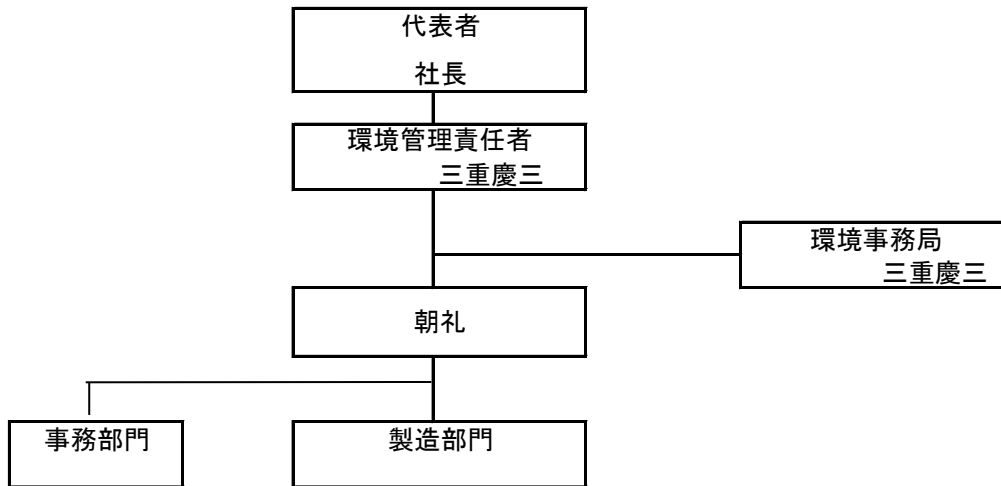 代表者
社長
環境管理責任者
三重慶三
環境事務局
三重慶三
朝礼
事務部門
製造部門